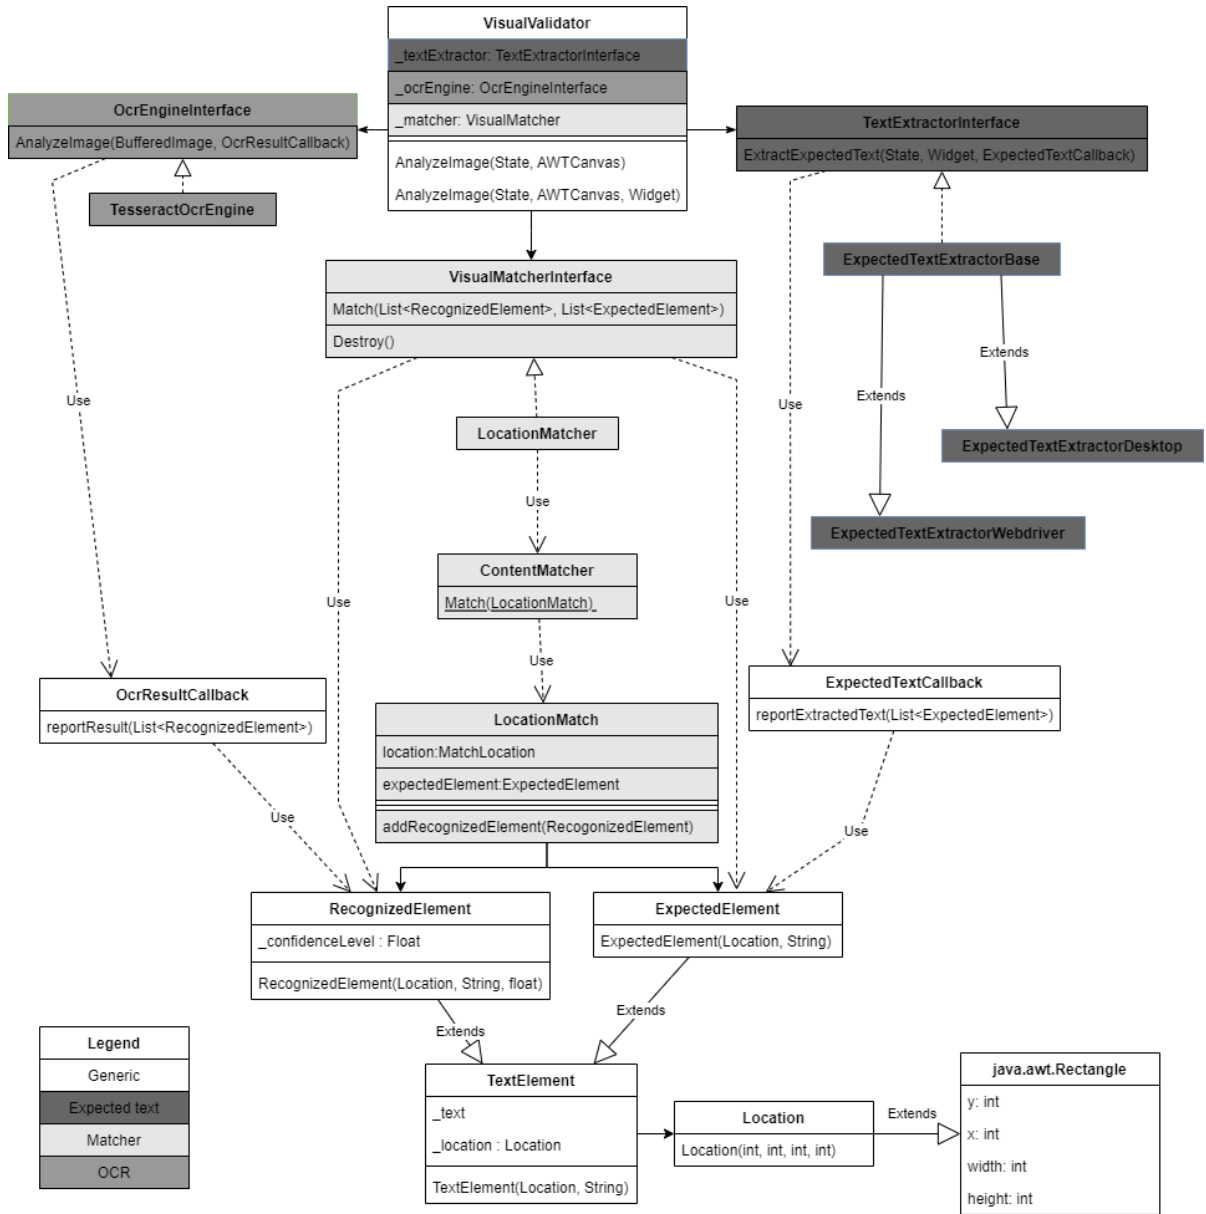 VisualValidator
_textExtractor: TextExtractorInterface
_ocrEngine: OcrEngineInterface
_matcher: VisualMatcher
AnalyzeImage(State, AWTCanvas)
AnalyzeImage(State, AWTCanvas, Widget)
OcrEngineInterface
AnalyzeImage(BufferedImage, OcrResultCallback)
TesseractOcrEngine
TextExtractorInterface
ExtractExpectedText(State, Widget, ExpectedTextCallback)
ExpectedTextExtractorBase
VisualMatcherInterface
Match(List<RecognizedElement>, List<ExpectedElement>)
Destroy()
Extends
Extends
Use
Use
LocationMatcher
ExpectedTextExtractorDesktop
Use
ExpectedTextExtractorWebdriver
ContentMatcher
Match(LocationMatch)
Use
Use
Use
OcrResultCallback
reportResult(List<RecognizedElement>)
ExpectedTextCallback
reportExtractedText(List<ExpectedElement>)
LocationMatch
location:MatchLocation
expectedElement:ExpectedElement
addRecognizedElement(RecogonizedElement)
Use
Use
RecognizedElement
_confidenceLevel : Float
RecognizedElement(Location, String, float)
ExpectedElement
ExpectedElement(Location, String)
Extends
Extends
Legend
Generic
Expected text
Matcher
OCR
TextElement
_text
_location : Location
TextElement(Location, String)
Location
Location(int, int, int, int)
Extends
java.awt.Rectangle
y: int
x: int
width: int
height: int